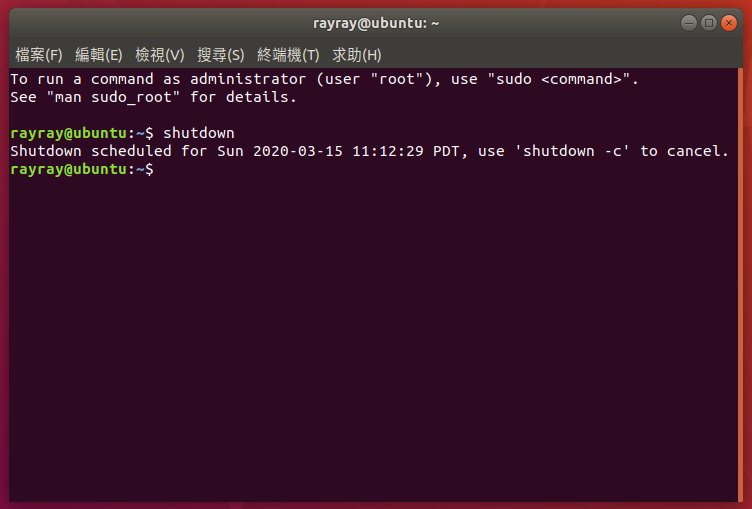 rayray@ubuntu: ~
檔案(F) 編輯(E) 檢視(V) 搜尋(S) 終端機(T) 求助(H)
To run a command as administrator (user "root"), use "sudo <command>".
See "man sudo_root" for details.
rayray@ubuntu:~$ shutdown
Shutdown scheduled for Sun 2020-03-15 11:12:29 PDT, use 'shutdown -c' to cancel.
rayray@ubuntu:~$